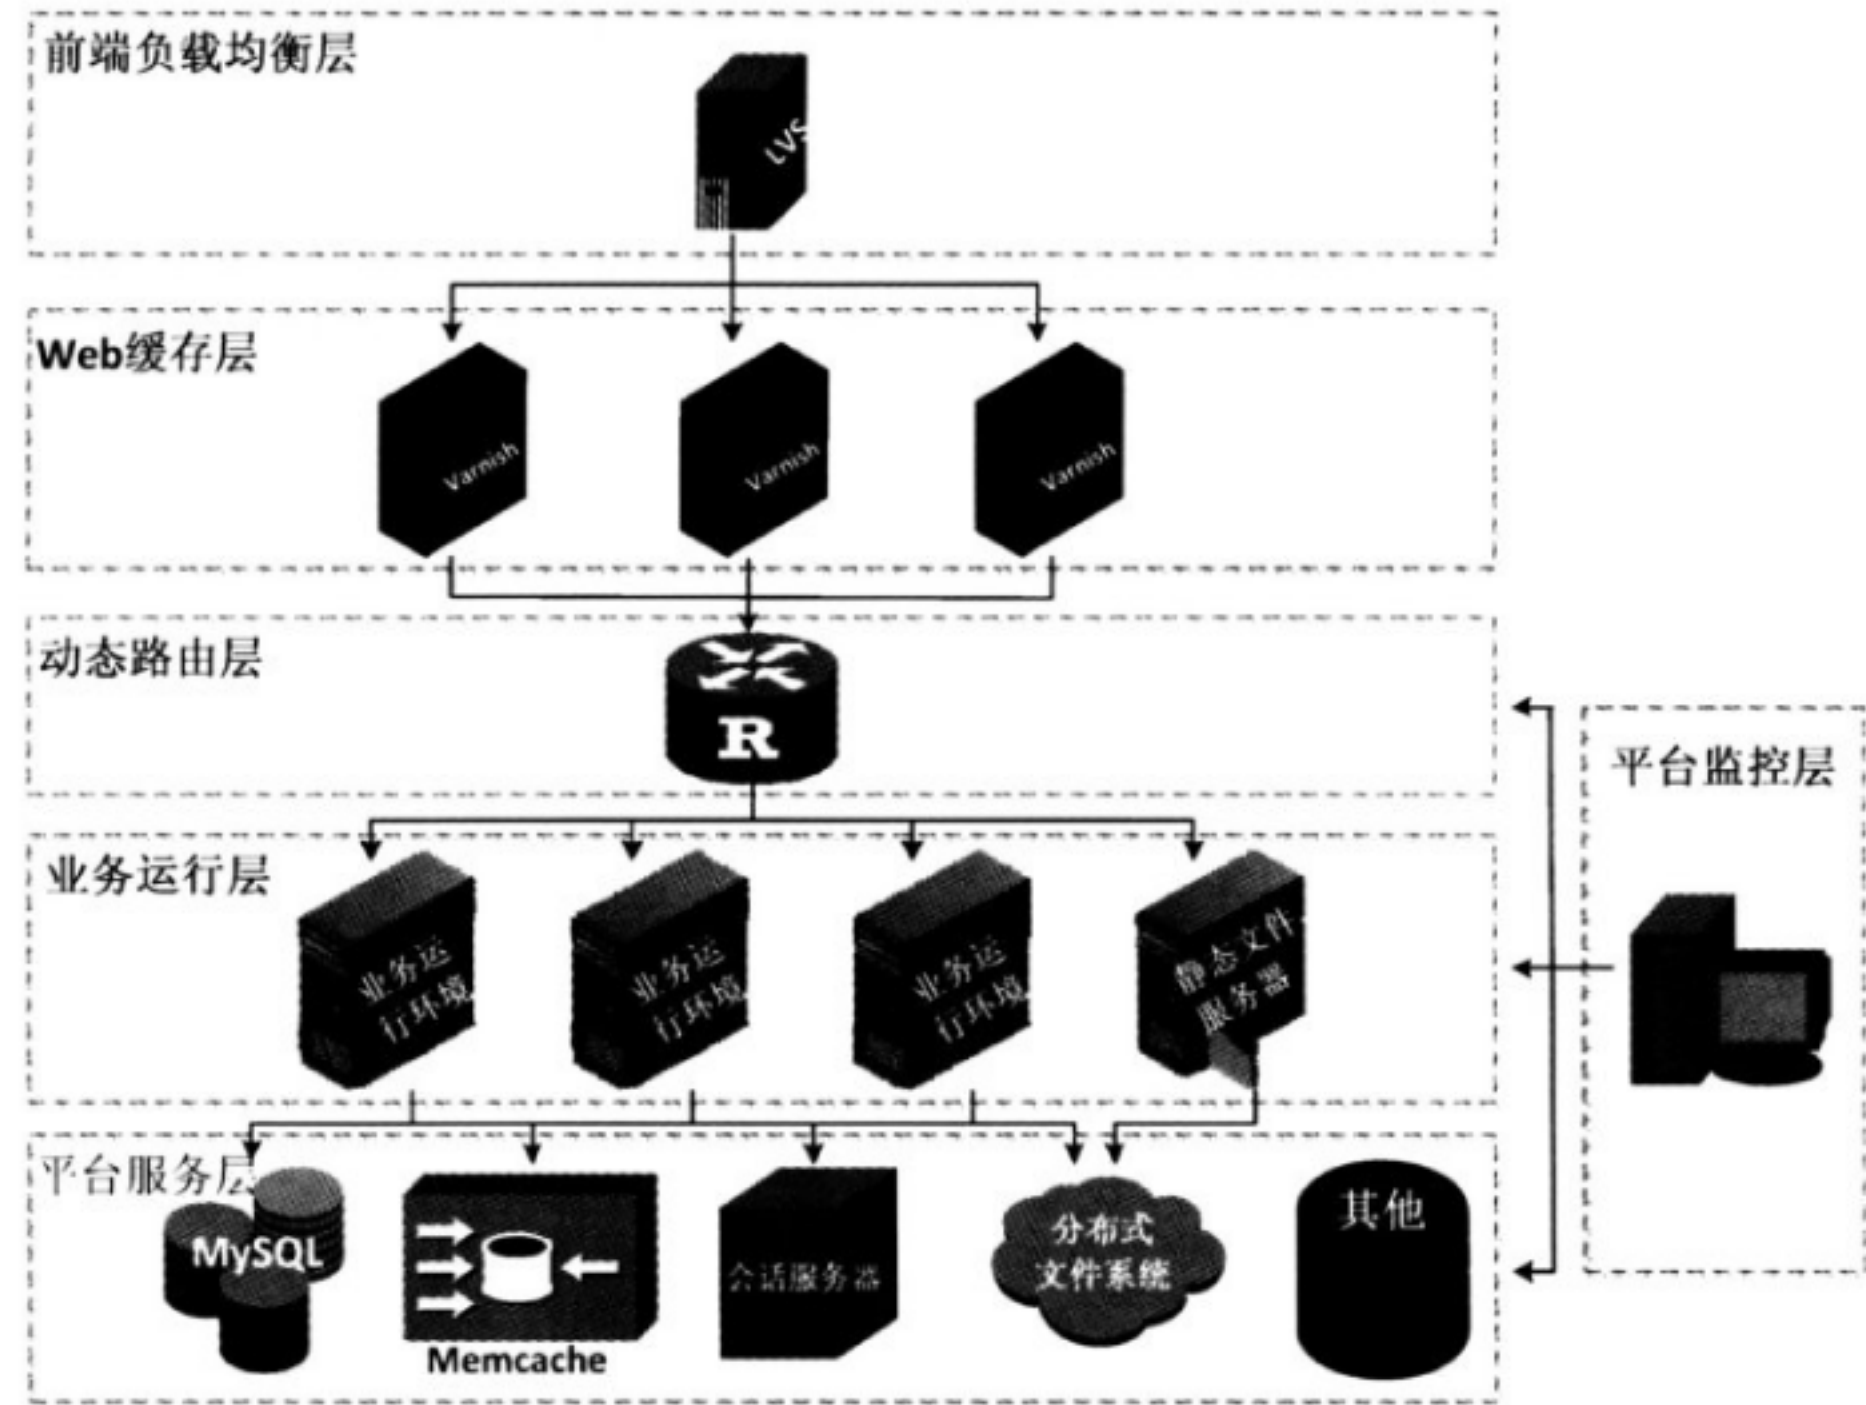 前端负载均衡层
LVS
Web缓存层
Varnish
Varnish
Varnish
动态路由层
R
平台监控层
业务运行层
业务运
行环境
业务运
行环境
业务运
行环境
静态文件
服务器
平台服务层
MySQL
Memcache
会话服务器
分布式
文件系统
其他